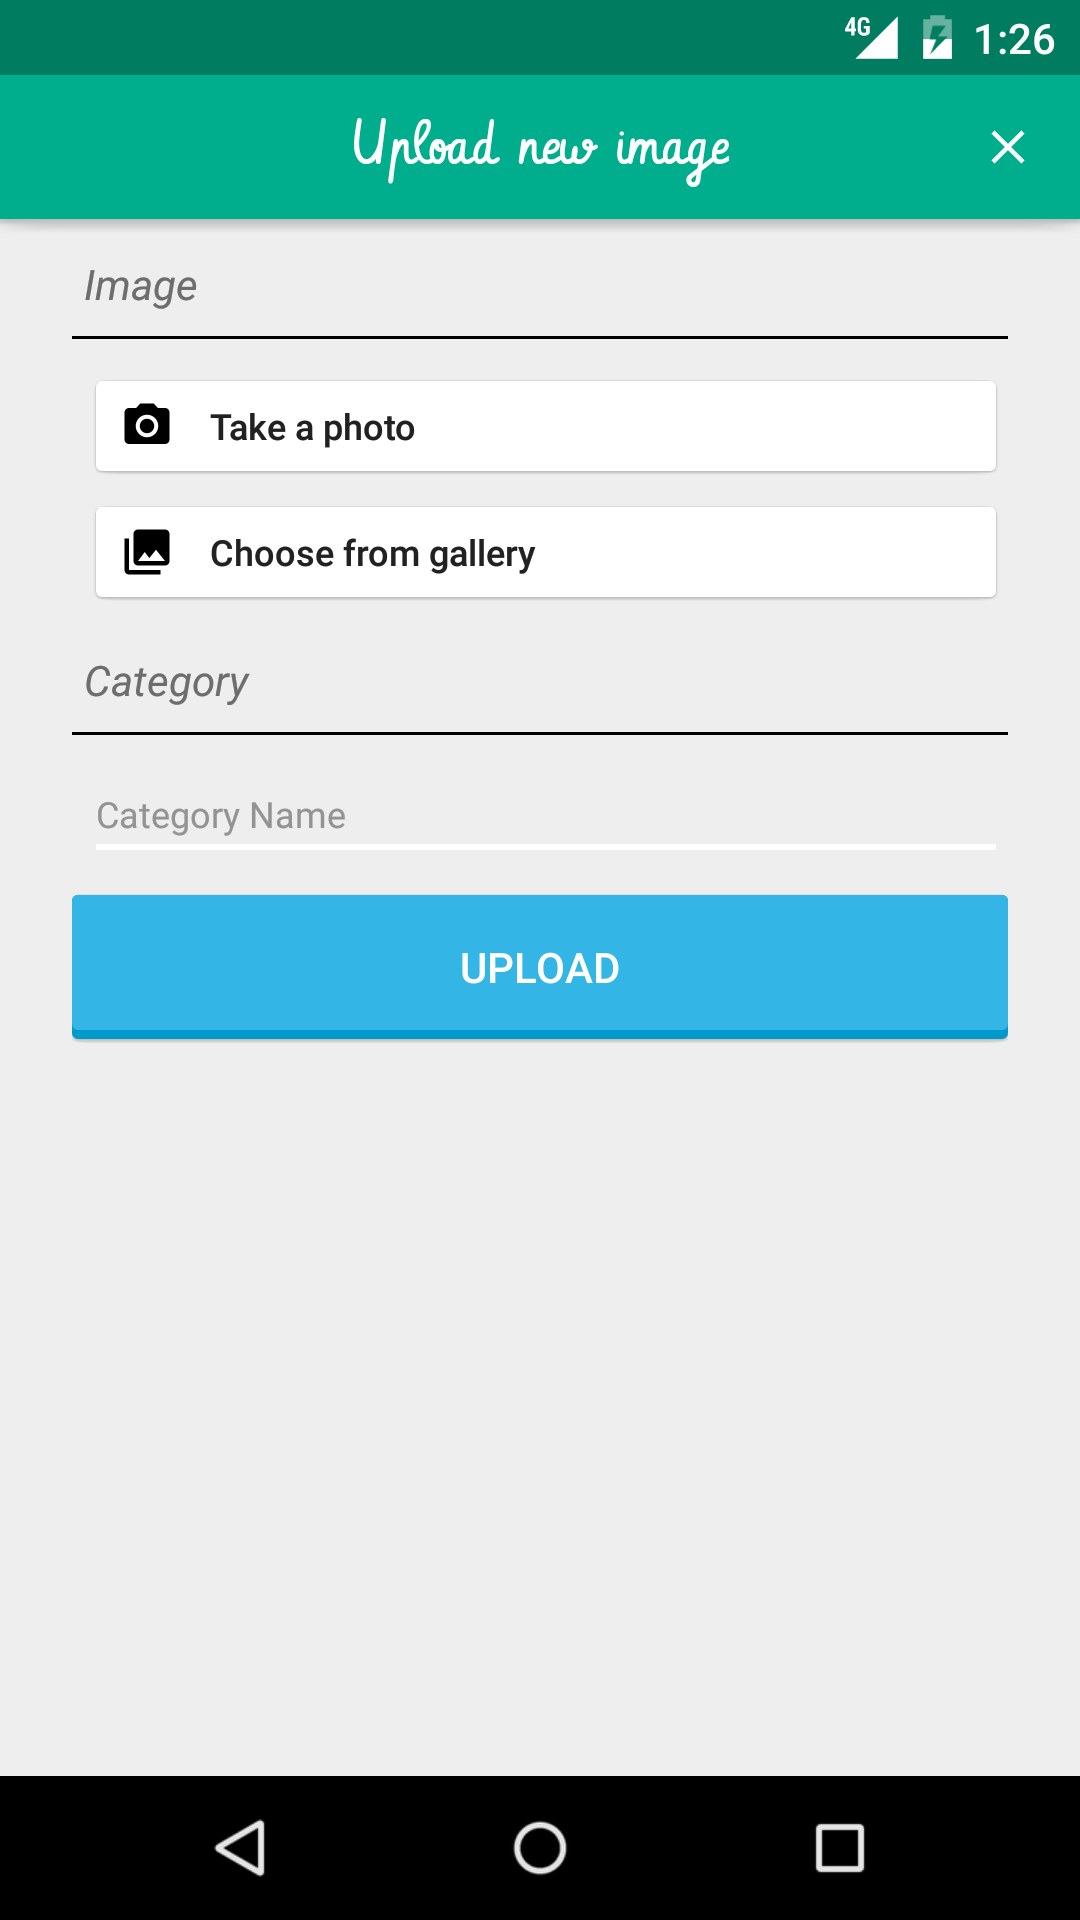 4G 1:26
Upload new image
Image
Take a photo
Choose from gallery
Category
Category Name
UPLOAD